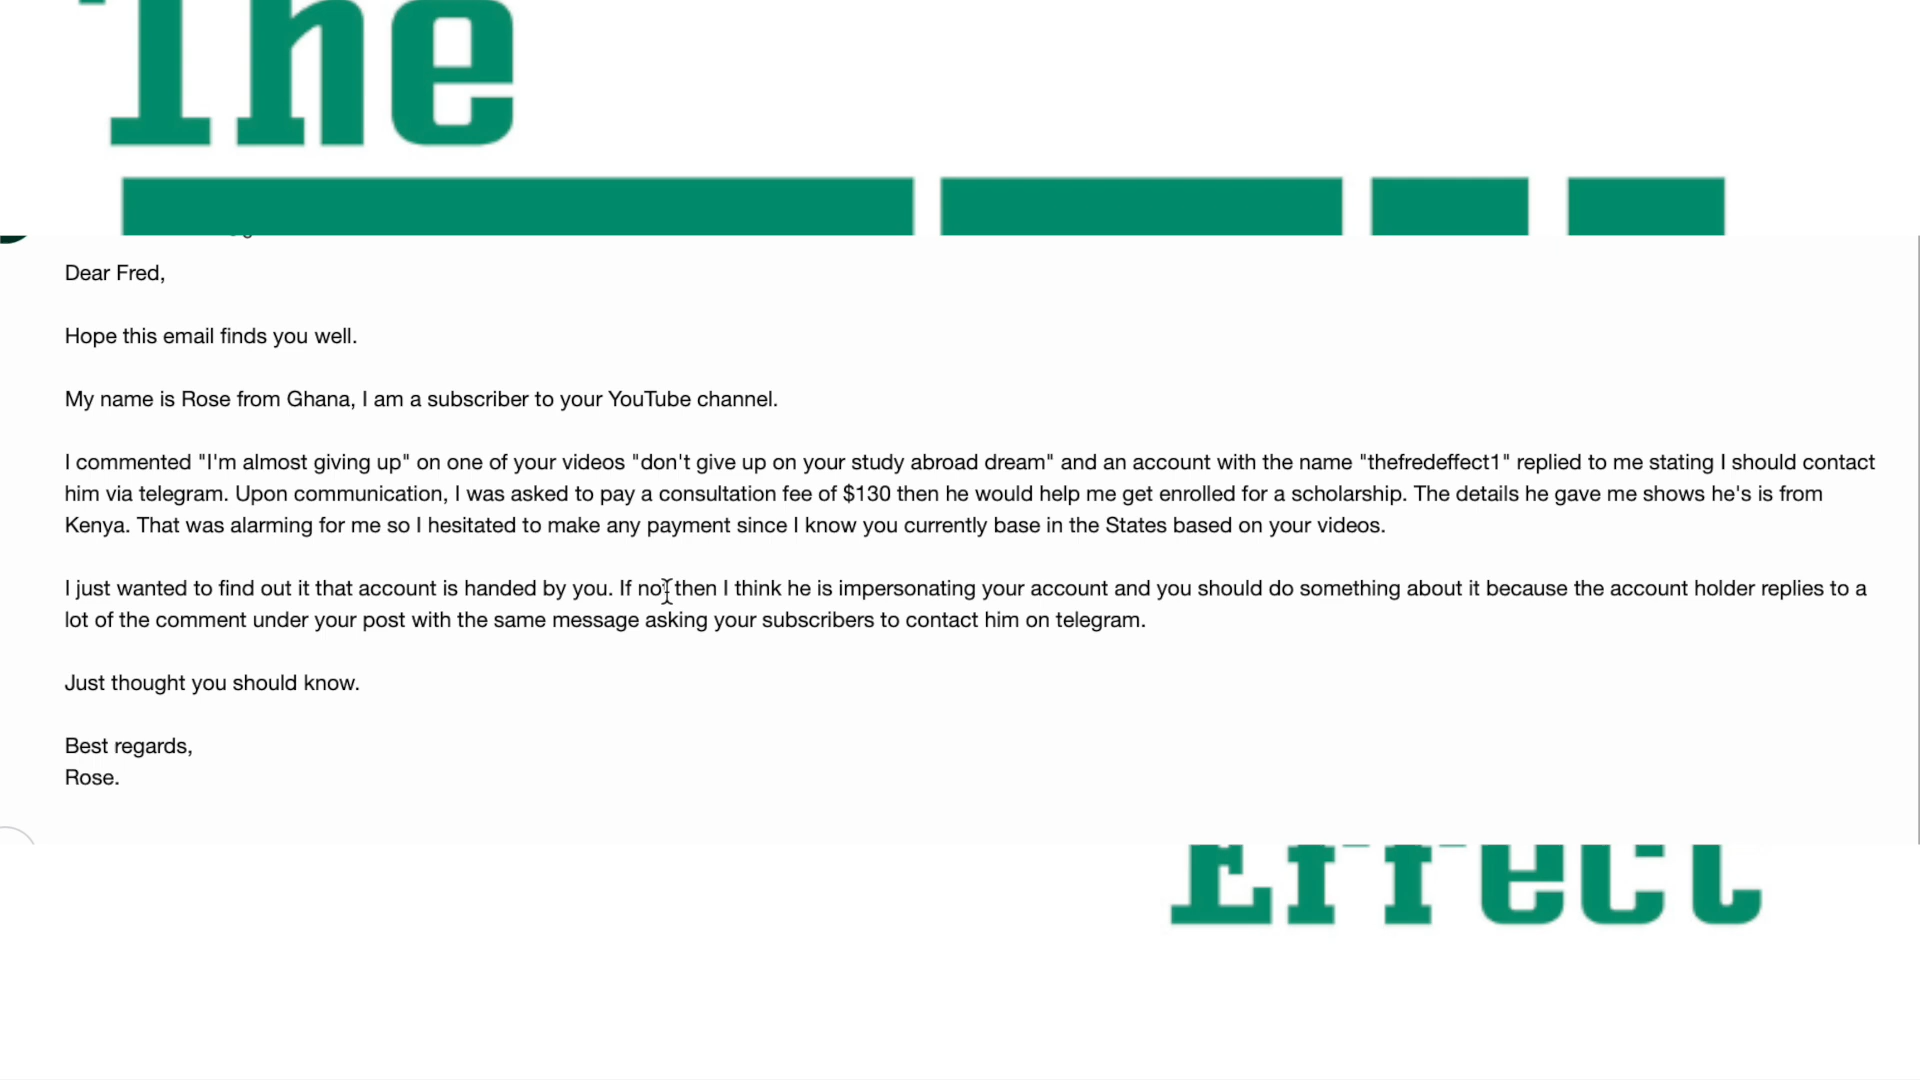 The
Dear Fred,
Hope this email finds you well.
My name is Rose from Ghana, I am a subscriber to your YouTube channel.
I commented "I'm almost giving up" on one of your videos "don't give up on your study abroad dream" and an account with the name "thefredeffect1" replied to me stating I should contact
him via telegram. Upon communication, I was asked to pay a consultation fee of $130 then he would help me get enrolled for a scholarship. The details he gave me shows he's is from
Kenya. That was alarming for me so I hesitated to make any payment since I know you currently base in the States based on your videos.
I just wanted to find out it that account is handed by you. If not then I think he is impersonating your account and you should do something about it because the account holder replies to a
lot of the comment under your post with the same message asking your subscribers to contact him on telegram.
Just thought you should know.
Best regards,
Rose.
Effect